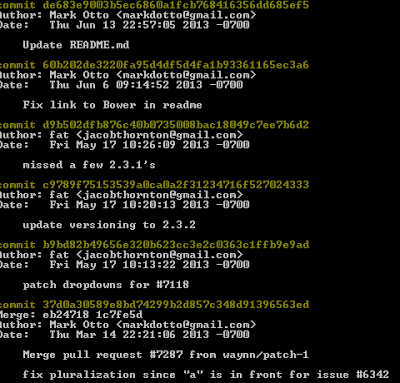 commit de683e9003b5ec6860a1fcb768416356dd685ef5
Author: Mark Otto <markdotto@gmail.com>
Date:   Thu Jun 13 22:57:05 2013 -0700
Update README.md
commit 60b202de3220fa95d4df5d4fa1b93361165ec3a6
Author: Mark Otto <markdotto@gmail.com>
Date:   Thu Jun 6 09:14:52 2013 -0700
Fix link to Bower in readme
commit d9b502dfb876c40b0735008bac18049c7ee7b6d2
Author: fat <jacobthornton@gmail.com>
Date:   Fri May 17 10:26:09 2013 -0700
missed a few 2.3.1's
commit c9789f75153539a0ca0a2f31234716f527024333
Author: fat <jacobthornton@gmail.com>
Date:   Fri May 17 10:20:13 2013 -0700
update versioning to 2.3.2
commit b9bd82b49656e320b623cc3e2c0363c1ffb9e9ad
Author: fat <jacobthornton@gmail.com>
Date:   Fri May 17 10:13:22 2013 -0700
patch dropdowns for #7118
commit 37d0a30589e8bd74299b2d857c348d91396563ed
Merge: eb24718 1c7fe5d
Author: Mark Otto <markdotto@gmail.com>
Date:   Thu Mar 14 22:21:06 2013 -0700
Merge pull request #7287 from waynn/patch-1
fix pluralization since "a" is in front for issue #6342